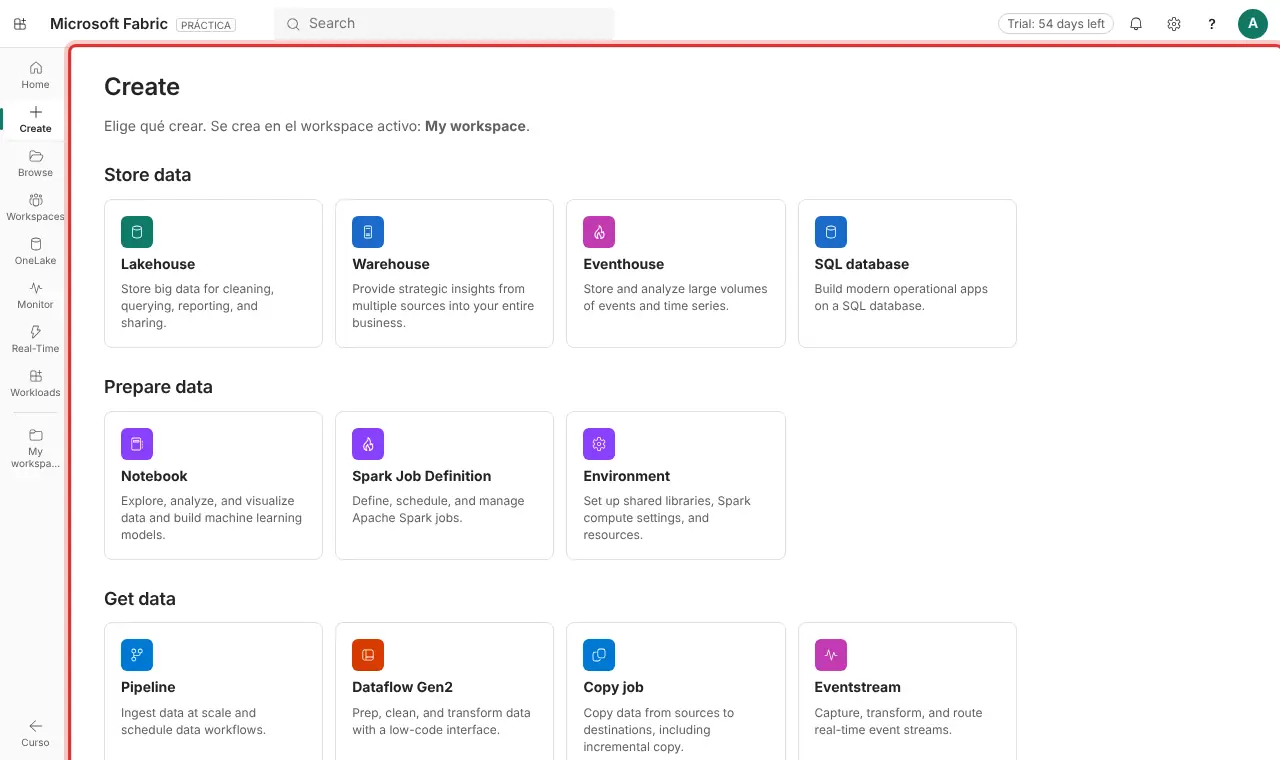 Microsoft Fabric PRÁCTICA
Search
Trial: 54 days left
?
A
Home
Create
Browse
Workspaces
OneLake
Monitor
Real-Time
Workloads
My
workspa...
Curso
Create
Elige qué crear. Se crea en el workspace activo: My workspace.
Store data
Lakehouse
Store big data for cleaning,
querying, reporting, and
sharing.
Warehouse
Provide strategic insights from
multiple sources into your entire
business.
Eventhouse
Store and analyze large volumes
of events and time series.
SQL database
Build modern operational apps
on a SQL database.
Prepare data
Notebook
Explore, analyze, and visualize
data and build machine learning
models.
Spark Job Definition
Define, schedule, and manage
Apache Spark jobs.
Environment
Set up shared libraries, Spark
compute settings, and
resources.
Get data
Pipeline
Ingest data at scale and
schedule data workflows.
Dataflow Gen2
Prep, clean, and transform data
with a low-code interface.
Copy job
Copy data from sources to
destinations, including
incremental copy.
Eventstream
Capture, transform, and route
real-time event streams.